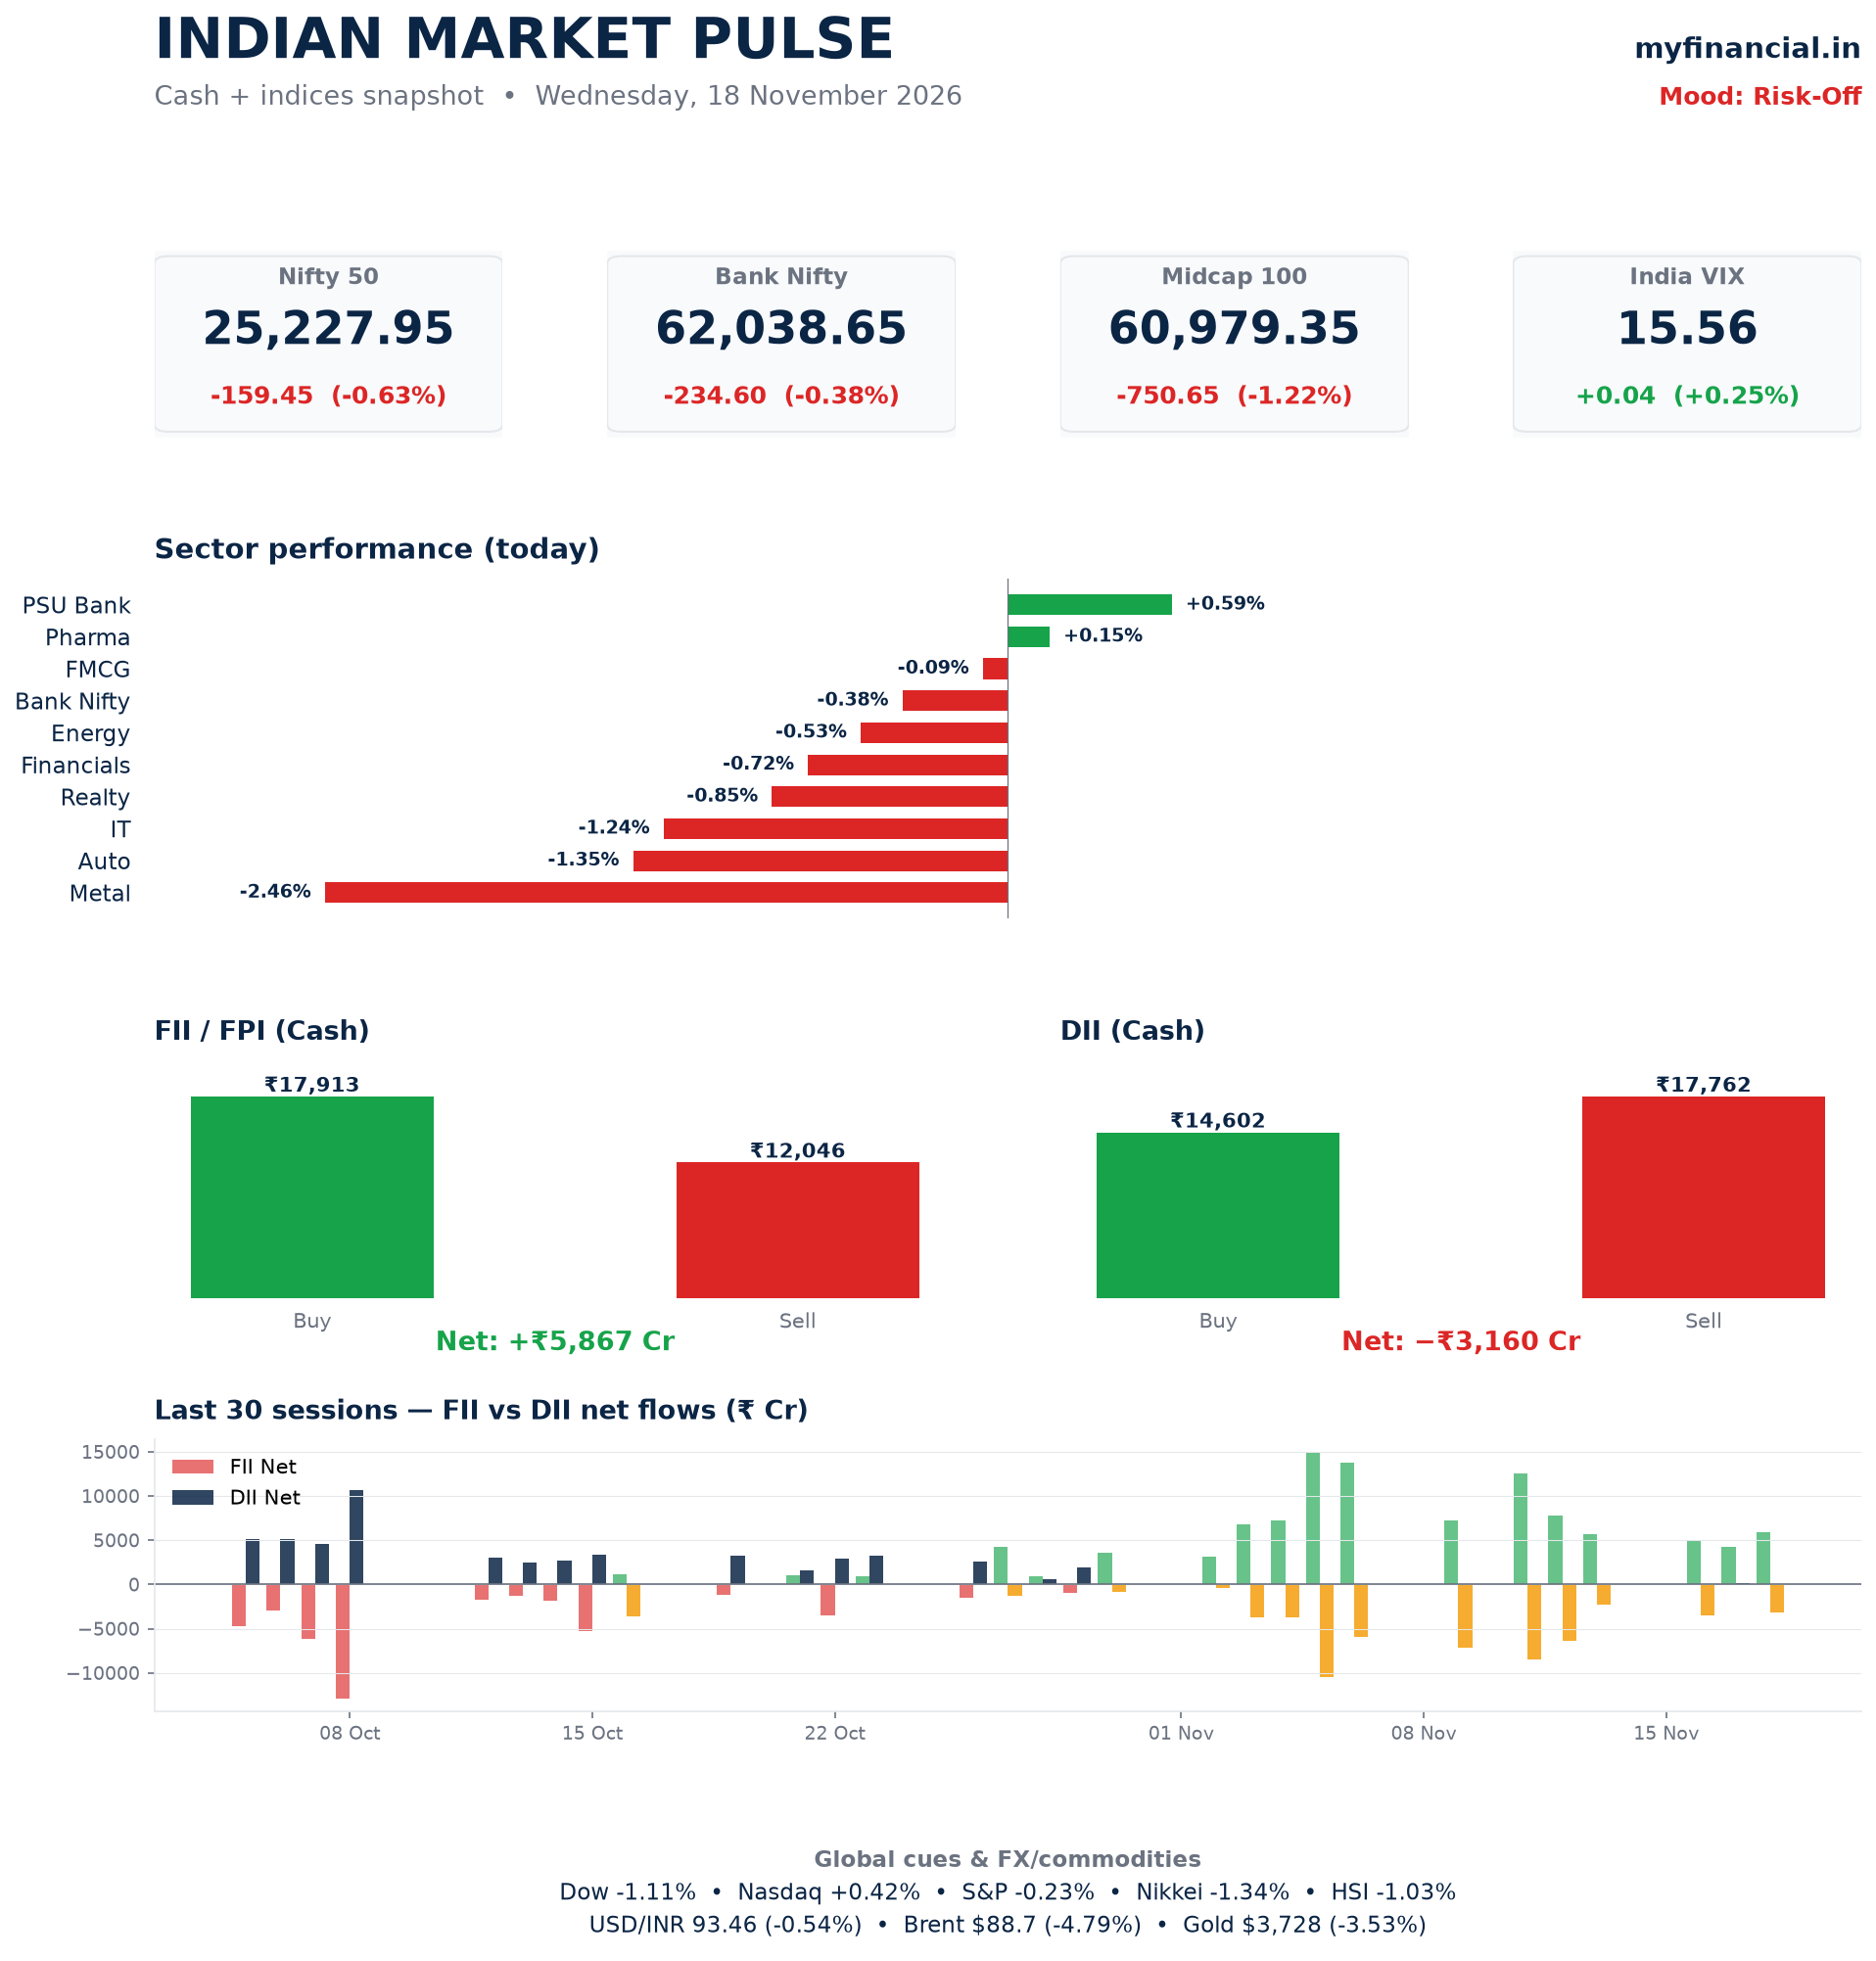 INDIAN MARKET PULSE
myfinancial.in
Cash + indices snapshot • Wednesday, 18 November 2026
Mood: Risk-Off
Nifty 50
25,227.95
-159.45 (-0.63%)
Bank Nifty
62,038.65
-234.60 (-0.38%)
Midcap 100
60,979.35
-750.65 (-1.22%)
India VIX
15.56
+0.04 (+0.25%)
Sector performance (today)
PSU Bank +0.59%
Pharma +0.15%
FMCG -0.09%
Bank Nifty -0.38%
Energy -0.53%
Financials -0.72%
Realty -0.85%
IT -1.24%
Auto -1.35%
Metal -2.46%
FII / FPI (Cash)
₹17,913
₹12,046
Buy
Sell
Net: +₹5,867 Cr
DII (Cash)
₹14,602
₹17,762
Buy
Sell
Net: −₹3,160 Cr
Last 30 sessions — FII vs DII net flows (₹ Cr)
FII Net
DII Net
15000
10000
5000
0
−5000
−10000
08 Oct
15 Oct
22 Oct
01 Nov
08 Nov
15 Nov
Global cues & FX/commodities
Dow -1.11% • Nasdaq +0.42% • S&P -0.23% • Nikkei -1.34% • HSI -1.03%
USD/INR 93.46 (-0.54%) • Brent $88.7 (-4.79%) • Gold $3,728 (-3.53%)